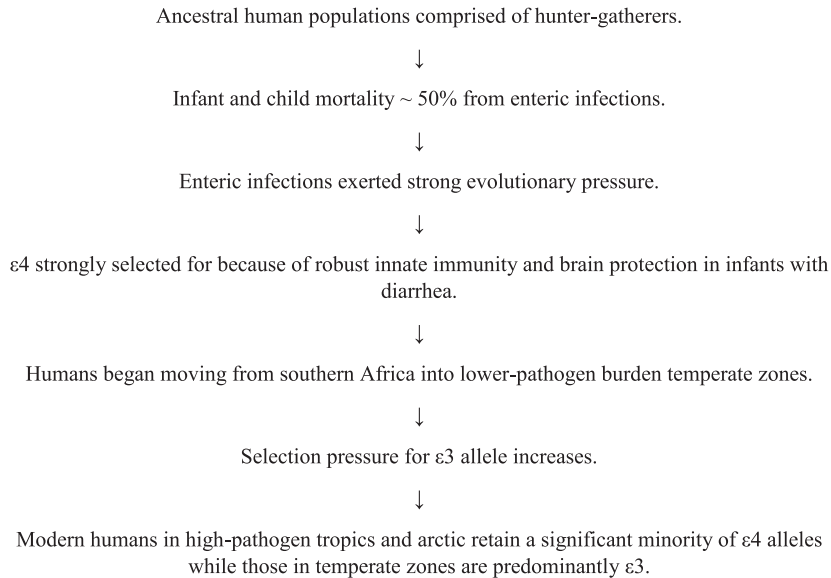 Ancestral human populations comprised of hunter-gatherers.
↓
Infant and child mortality ~ 50% from enteric infections.
↓
Enteric infections exerted strong evolutionary pressure.
↓
ε4 strongly selected for because of robust innate immunity and brain protection in infants with
diarrhea.
↓
Humans began moving from southern Africa into lower-pathogen burden temperate zones.
↓
Selection pressure for ε3 allele increases.
↓
Modern humans in high-pathogen tropics and arctic retain a significant minority of ε4 alleles
while those in temperate zones are predominantly ε3.